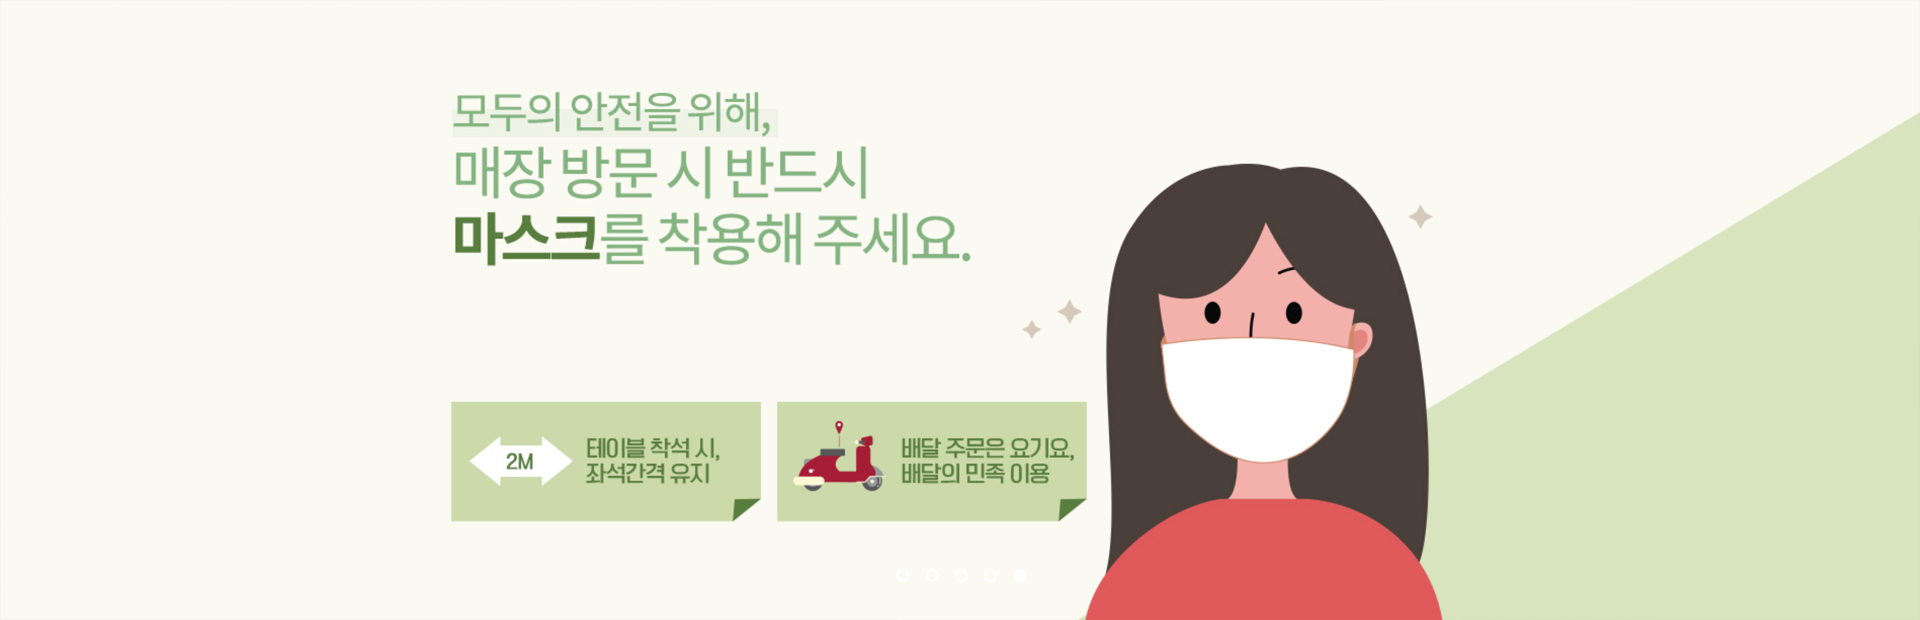 모두의 안전을 위해,
매장 방문 시 반드시
마스크를 착용해 주세요.
2M
테이블 착석 시,
좌석간격 유지
배달 주문은 요기요,
배달의 민족 이용